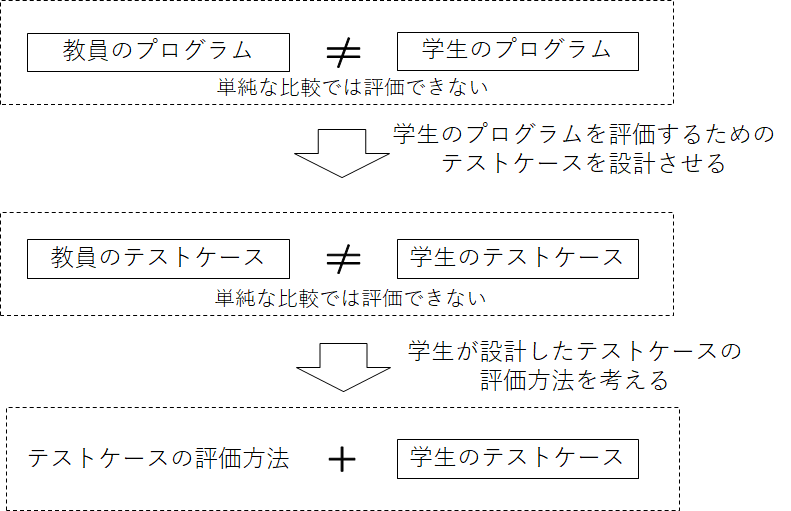 教員のプログラム ≠ 学生のプログラム
単純な比較では評価できない
学生のプログラムを評価するための
テストケースを設計させる
教員のテストケース ≠ 学生のテストケース
単純な比較では評価できない
学生が設計したテストケースの
評価方法を考える
テストケースの評価方法 + 学生のテストケース